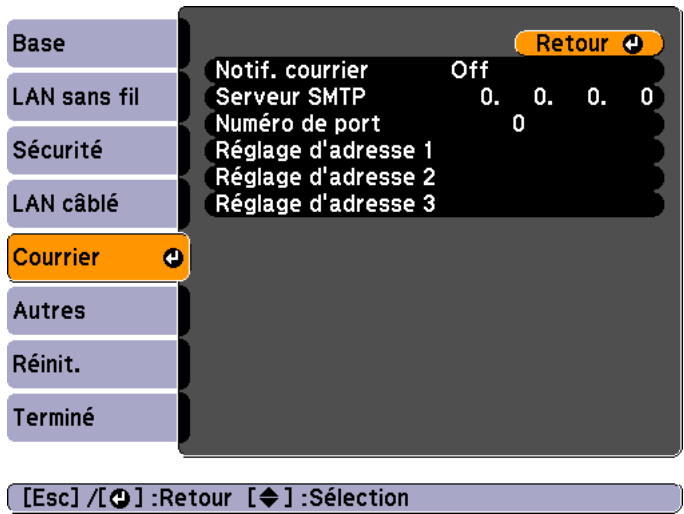 Base
LAN sans fil
Sécurité
LAN câblé
Courrier
Autres
Réinit.
Terminé
Retour
Notif. courrier Off
Serveur SMTP 0. 0. 0. 0
Numéro de port 0
Réglage d'adresse 1
Réglage d'adresse 2
Réglage d'adresse 3
[Esc] /[⏎] :Retour [◆] :Sélection